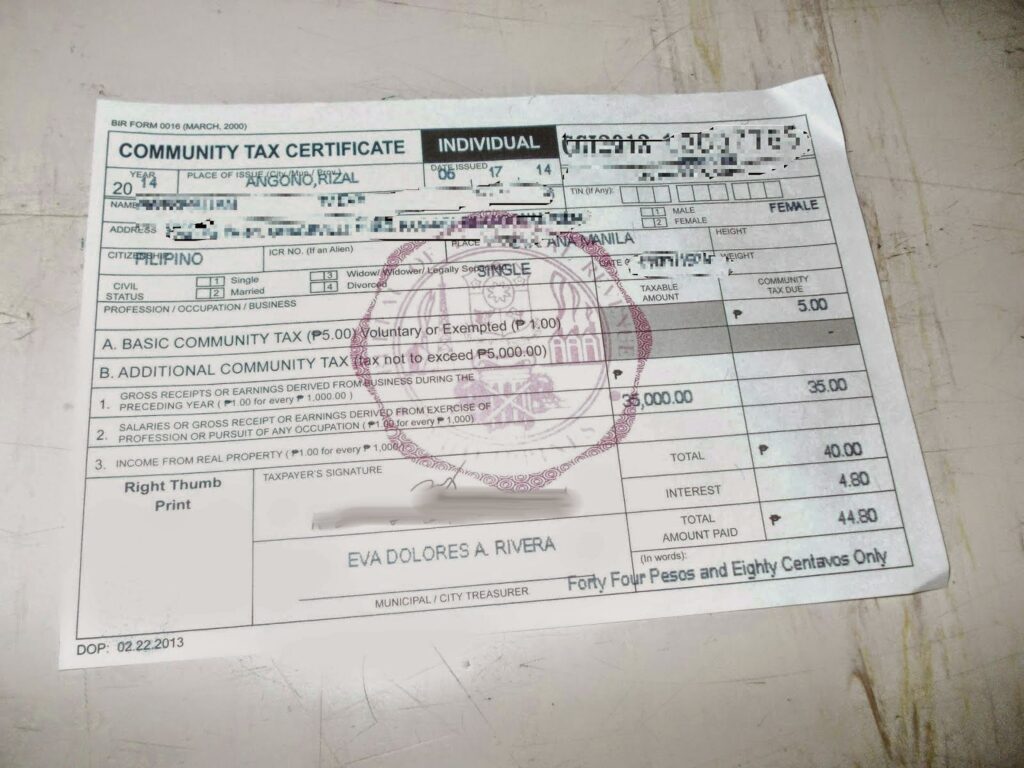 BIR FORM 0016 (MARCH, 2000)
COMMUNITY TAX CERTIFICATE
INDIVIDUAL
YEAR
20 14
PLACE OF ISSUE (City/Mun./Prov.)
ANGONO,RIZAL
DATE ISSUED
06 17 14
NAME
TIN (If Any):
ADDRESS
1 MALE
2 FEMALE
FEMALE
CITIZENSHIP
FILIPINO
ICR NO. (If an Alien)
PLACE
ANA MANILA
HEIGHT
CIVIL STATUS
1 Single
2 Married
3 Widow/Widower/Legally
4 Divorced
SINGLE
DATE
WEIGHT
PROFESSION / OCCUPATION / BUSINESS
TAXABLE AMOUNT
COMMUNITY TAX DUE
A. BASIC COMMUNITY TAX (₱5.00) Voluntary or Exempted (₱ 1.00)
₱ 5.00
B. ADDITIONAL COMMUNITY TAX (tax not to exceed ₱5,000.00)
-
1. GROSS RECEIPTS OR EARNINGS DERIVED FROM BUSINESS DURING THE
PRECEDING YEAR ( ₱1.00 for every ₱1,000.00 )
₱
2. SALARIES OR GROSS RECEIPT OR EARNINGS DERIVED FROM EXERCISE OF
PROFESSION OR PURSUIT OF ANY OCCUPATION ( ₱1.00 for every ₱1,000)
35,000.00
35.00
3. INCOME FROM REAL PROPERTY ( ₱1.00 for every ₱1,000)
Right Thumb
Print
TAXPAYER'S SIGNATURE
TOTAL ₱ 40.00
INTEREST 4.80
TOTAL AMOUNT PAID ₱ 44.80
EVA DOLORES A. RIVERA
MUNICIPAL / CITY TREASURER
(In words):
Forty Four Pesos and Eighty Centavos Only
DOP: 02.22.2013